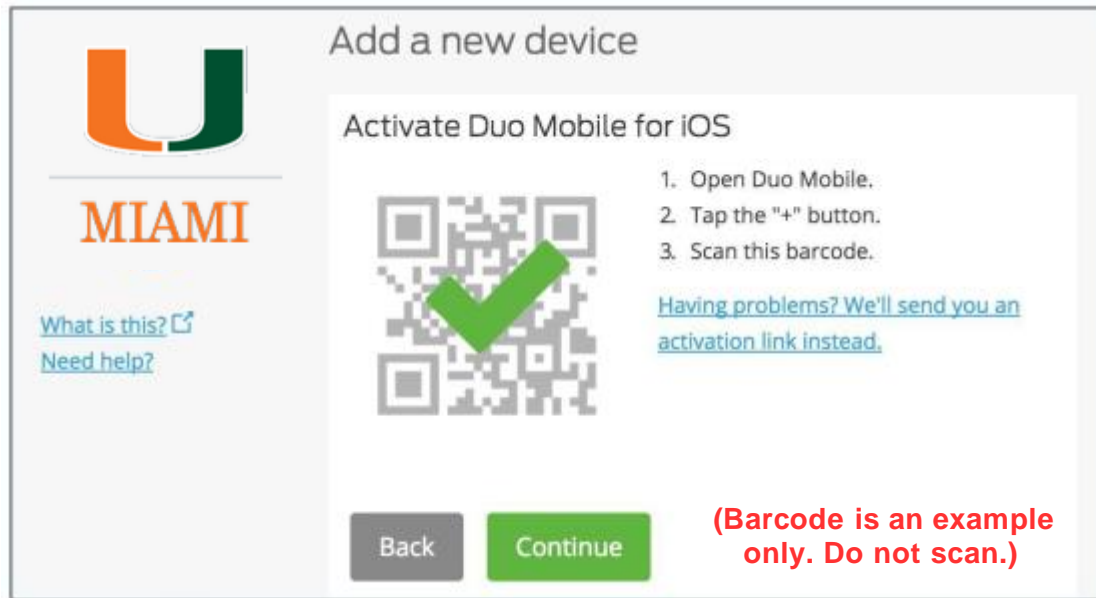 Add a new device
U
MIAMI
What is this?
Need help?
Activate Duo Mobile for iOS
1. Open Duo Mobile.
2. Tap the "+" button.
3. Scan this barcode.
Having problems? We'll send you an
activation link instead.
Back
Continue
(Barcode is an example
only. Do not scan.)